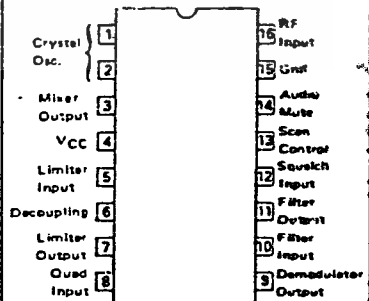 Crystal
Osc.
1
2
Mixer
Output
3
VCC
4
Limiter
Input
5
Decoupling
6
Limiter
Output
7
Quad
Input
8
16
RF
Input
15
Gnd
14
Audio
Mute
13
Scan
Control
12
Squelch
Input
11
Filter
Output
10
Filter
Input
9
Demodulator
Output